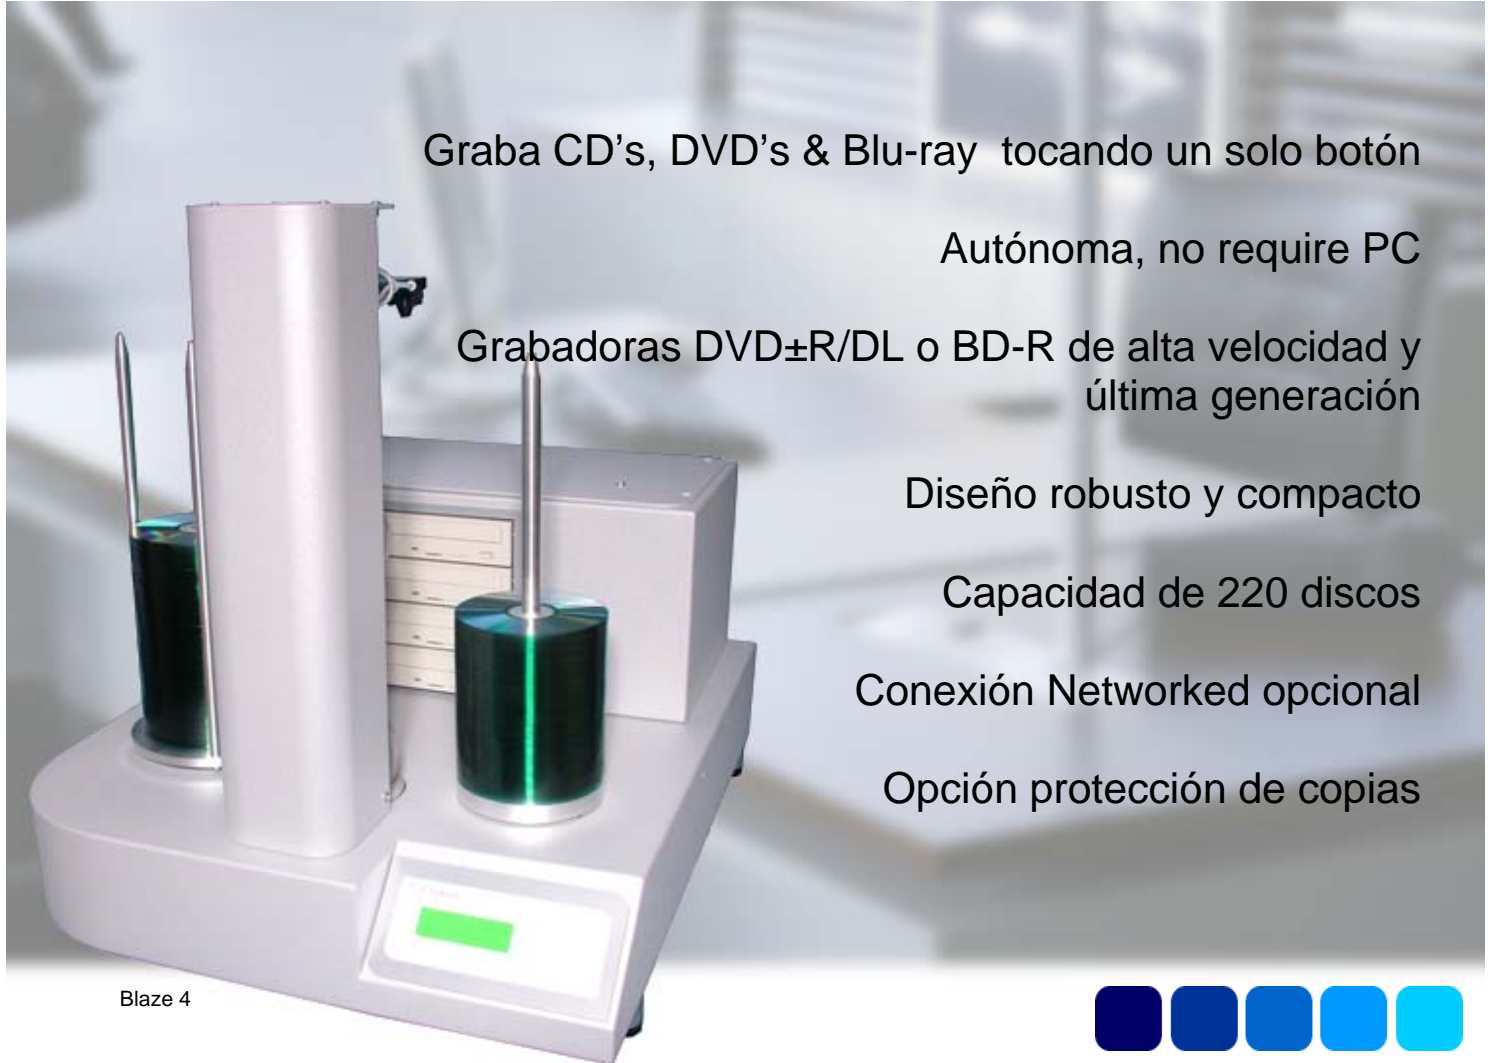 Graba CD’s, DVD’s & Blu-ray  tocando un solo botón
Autónoma, no require PC
Grabadoras DVD±R/DL o BD-R de alta velocidad y
última generación
Diseño robusto y compacto
Capacidad de 220 discos
Conexión Networked opcional
Opción protección de copias
Blaze 4